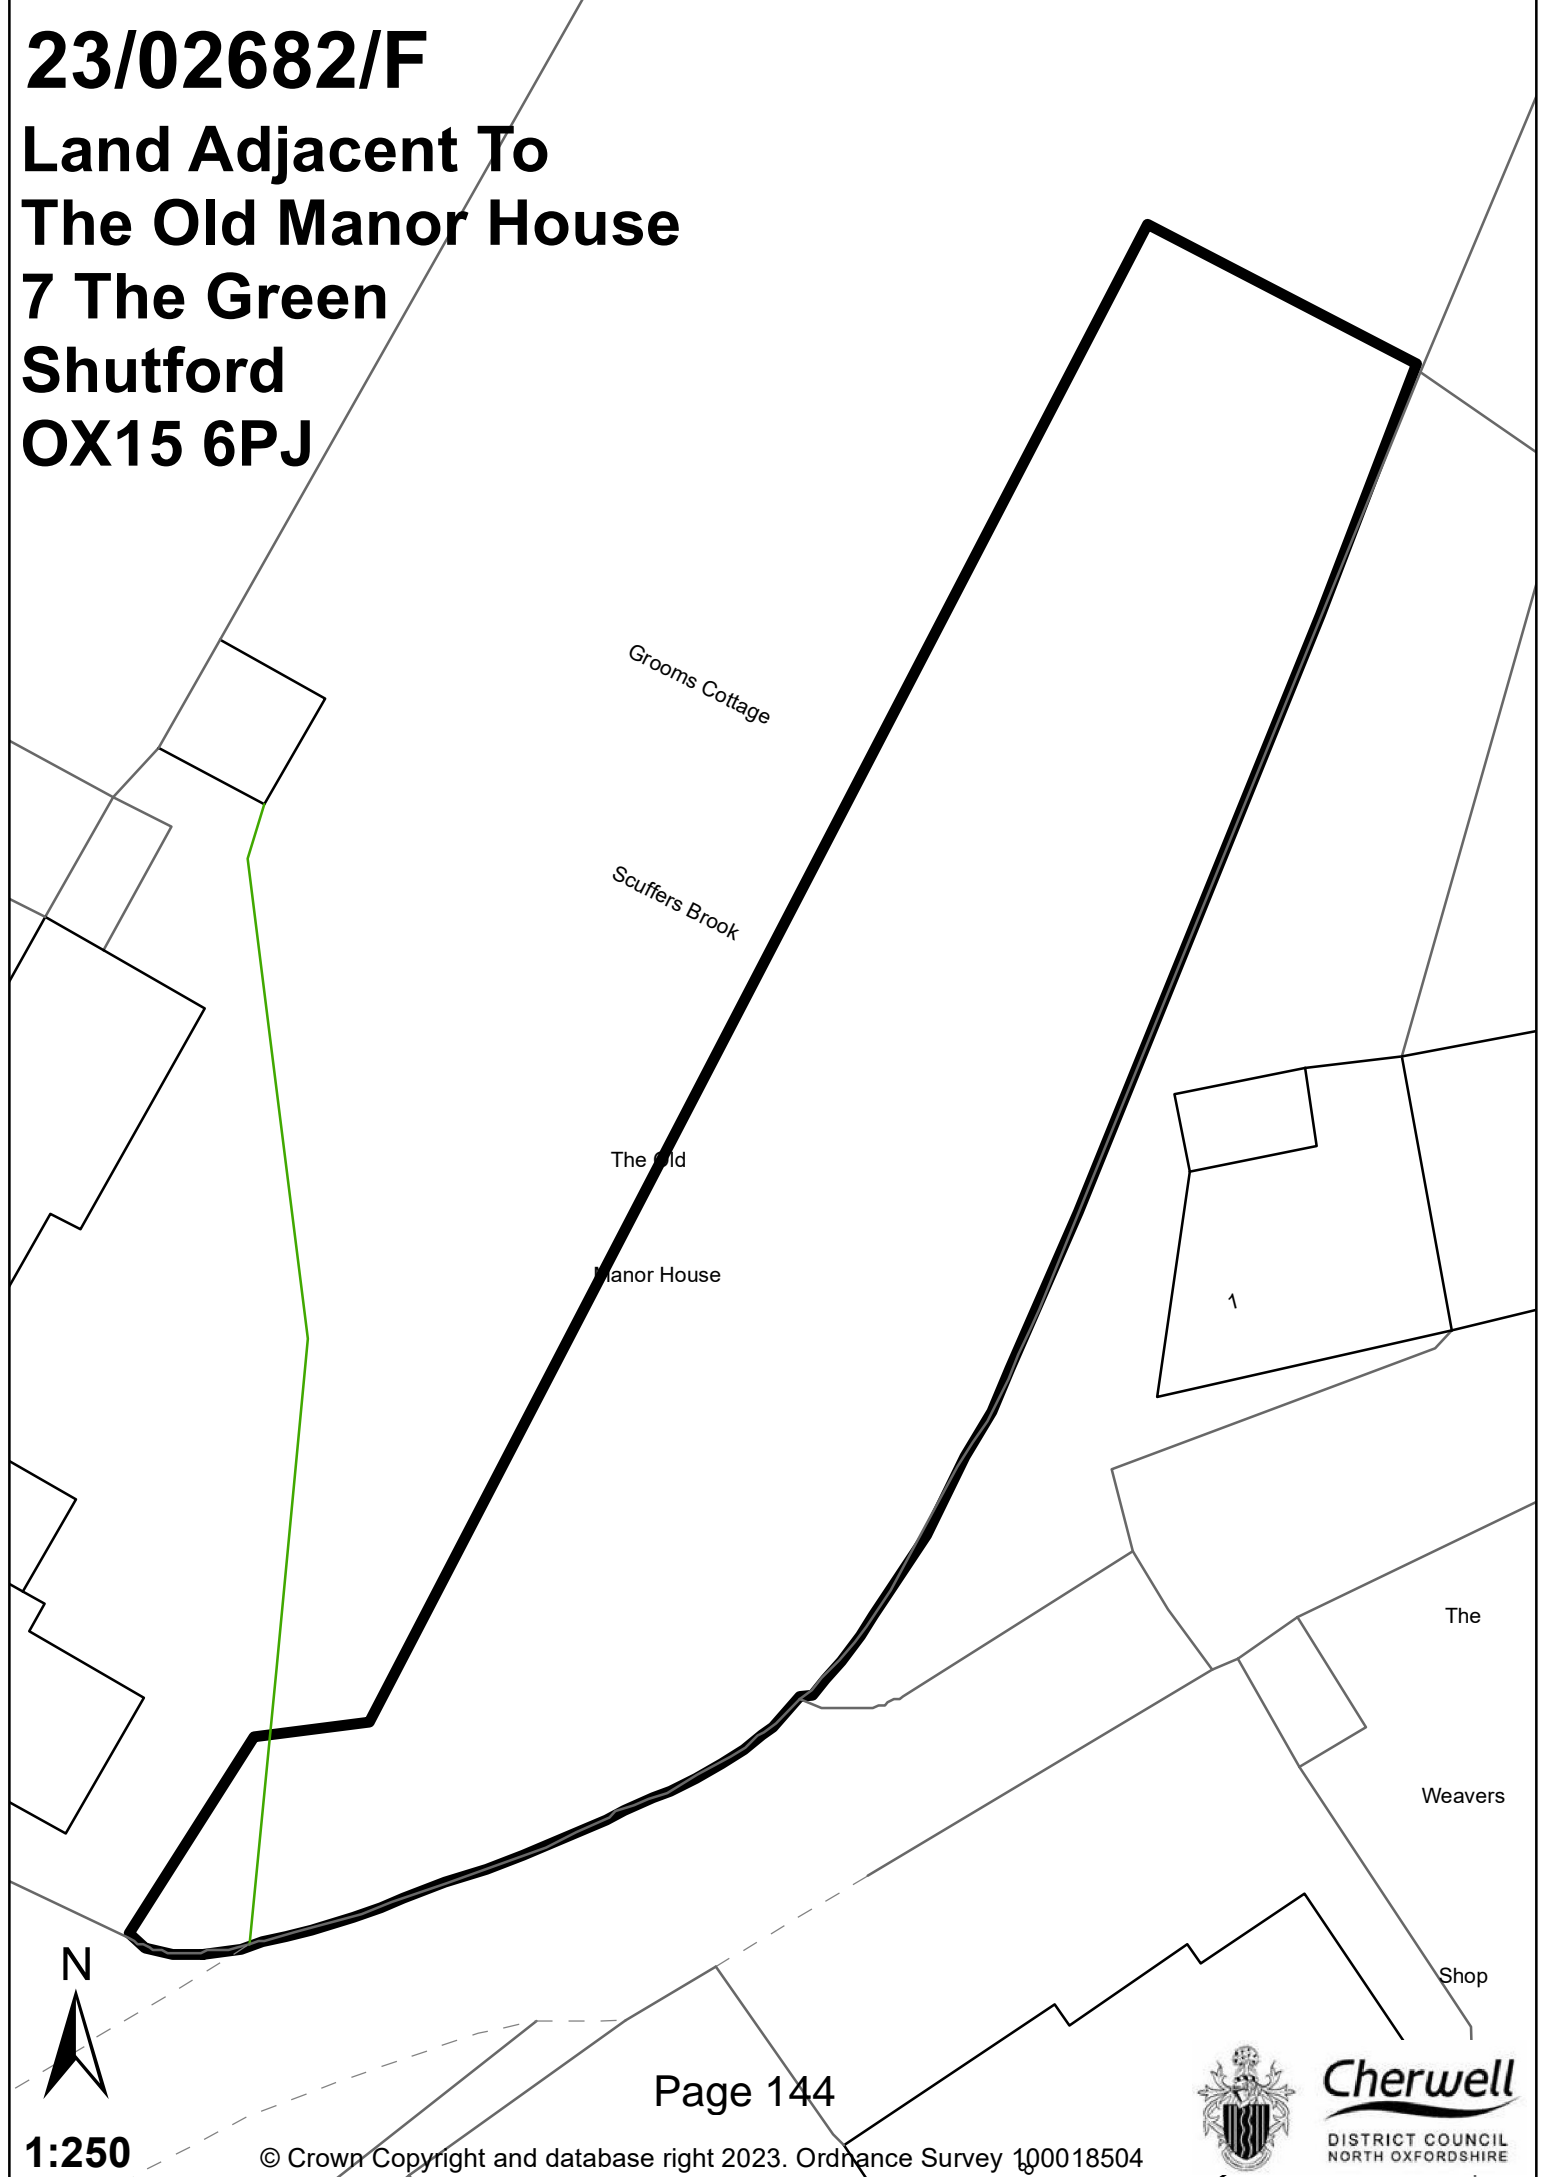 23/02682/F
Land Adjacent To
The Old Manor House
7 The Green
Shutford
OX15 6PJ
Grooms Cottage
Scuffers Brook
The Old
Manor House
1
The
Weavers
Shop
N
Page 144
1:250
© Crown Copyright and database right 2023. Ordnance Survey 100018504
8
Cherwell
DISTRICT COUNCIL
NORTH OXFORDSHIRE